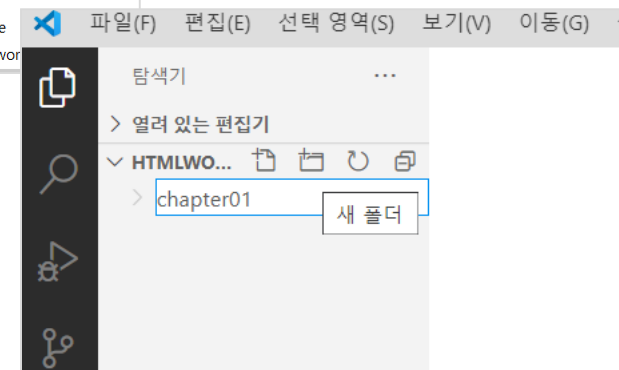 e
wor
파일(F) 편집(E) 선택 영역(S) 보기(V) 이동(G)
탐색기 ···
열려 있는 편집기
HTMLWO...
chapter01
새 폴더